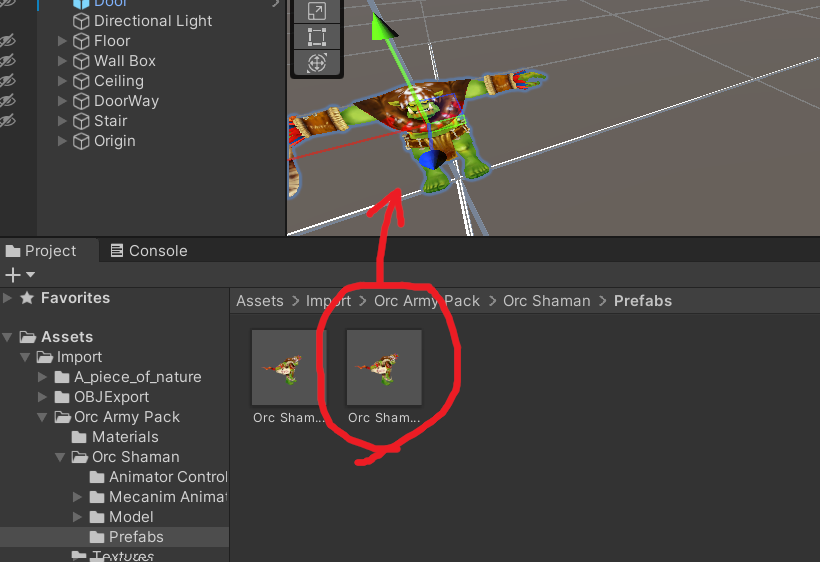 Door
Directional Light
Floor
Wall Box
Ceiling
DoorWay
Stair
Origin
Project
Console
Favorites
Assets > Import > Orc Army Pack > Orc Shaman > Prefabs
Assets
Import
A_piece_of_nature
OBJExport
Orc Army Pack
Materials
Orc Shaman
Animator Control
Mecanim Animat
Model
Prefabs
Textures
Orc Sham...
Orc Sham...